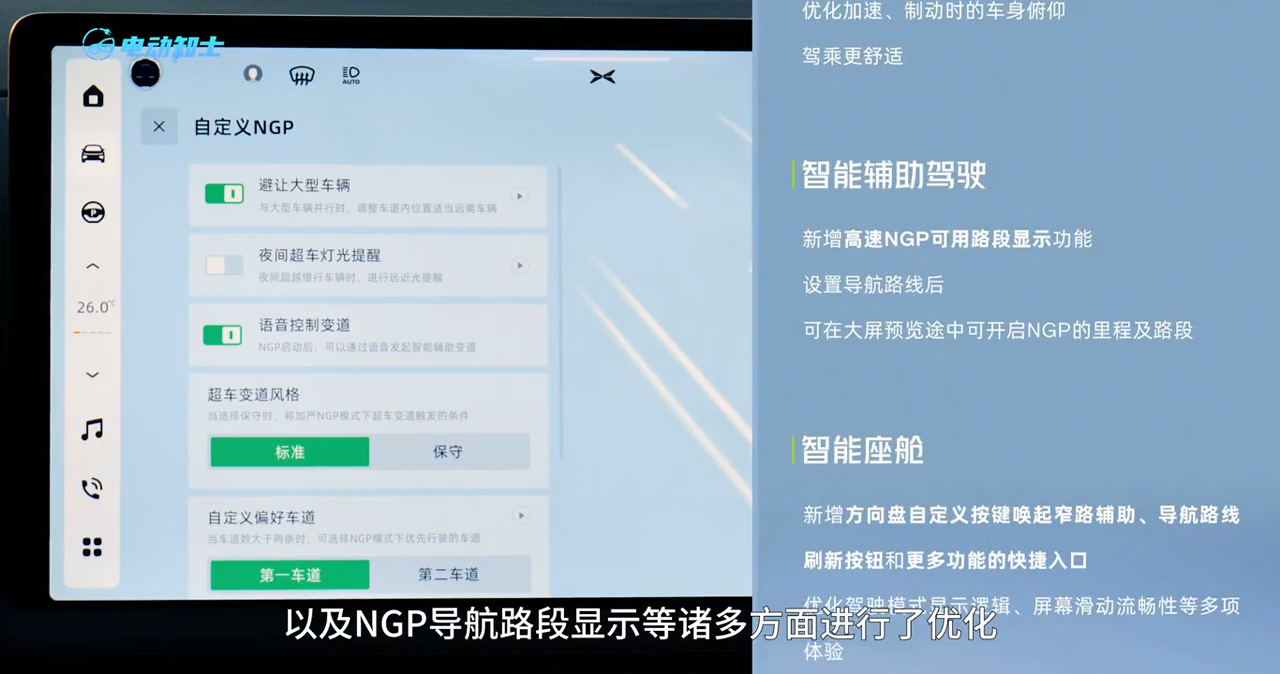 电动智士
AUTO
自定义NGP
避让大型车辆
与大型车辆并行时，调整车道内位置适当远离车辆
夜间超车灯光提醒
夜间超越慢行车辆时，进行远近光提醒
26.0℃
语音控制变道
NGP启动后，可以通过语音发起智能辅助变道
超车变道风格
当选择保守时，将加严NGP模式下超车变道触发的条件
标准
保守
自定义偏好车道
当车道数大于两条时，可选择NGP模式下优先行驶的车道
第一车道
第二车道
优化加速、制动时的车身俯仰
驾乘更舒适
智能辅助驾驶
新增高速NGP可用路段显示功能
设置导航路线后
可在大屏预览途中可开启NGP的里程及路段
智能座舱
新增方向盘自定义按键唤起窄路辅助、导航路线
刷新按钮和更多功能的快捷入口
优化驾驶模式显示逻辑、屏幕滑动流畅性等多项
体验
以及NGP导航路段显示等诸多方面进行了优化